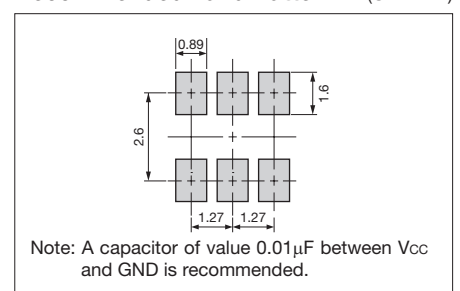 0.89
1.6
2.6
1.27 1.27
Note: A capacitor of value 0.01μF between Vcc
and GND is recommended.